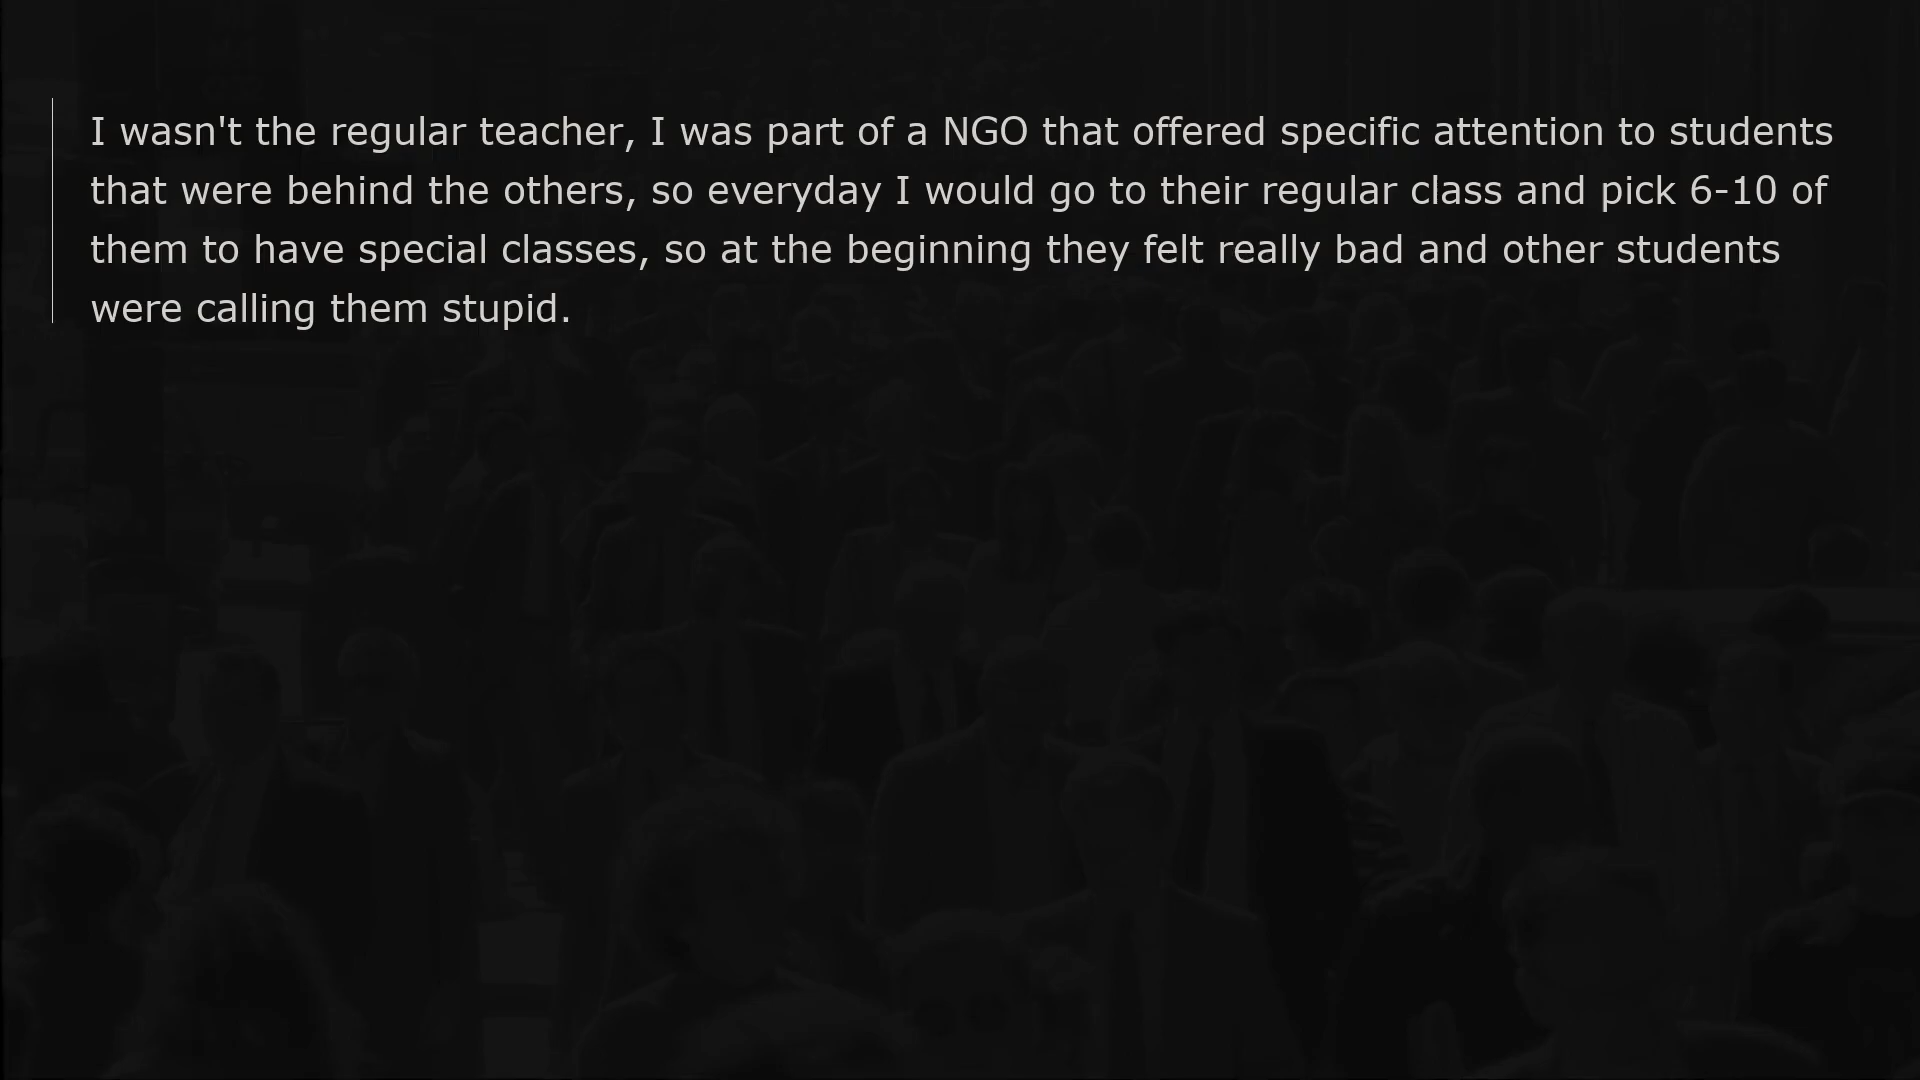 I wasn't the regular teacher, I was part of a NGO that offered specific attention to students
that were behind the others, so everyday I would go to their regular class and pick 6-10 of
them to have special classes, so at the beginning they felt really bad and other students
were calling them stupid.